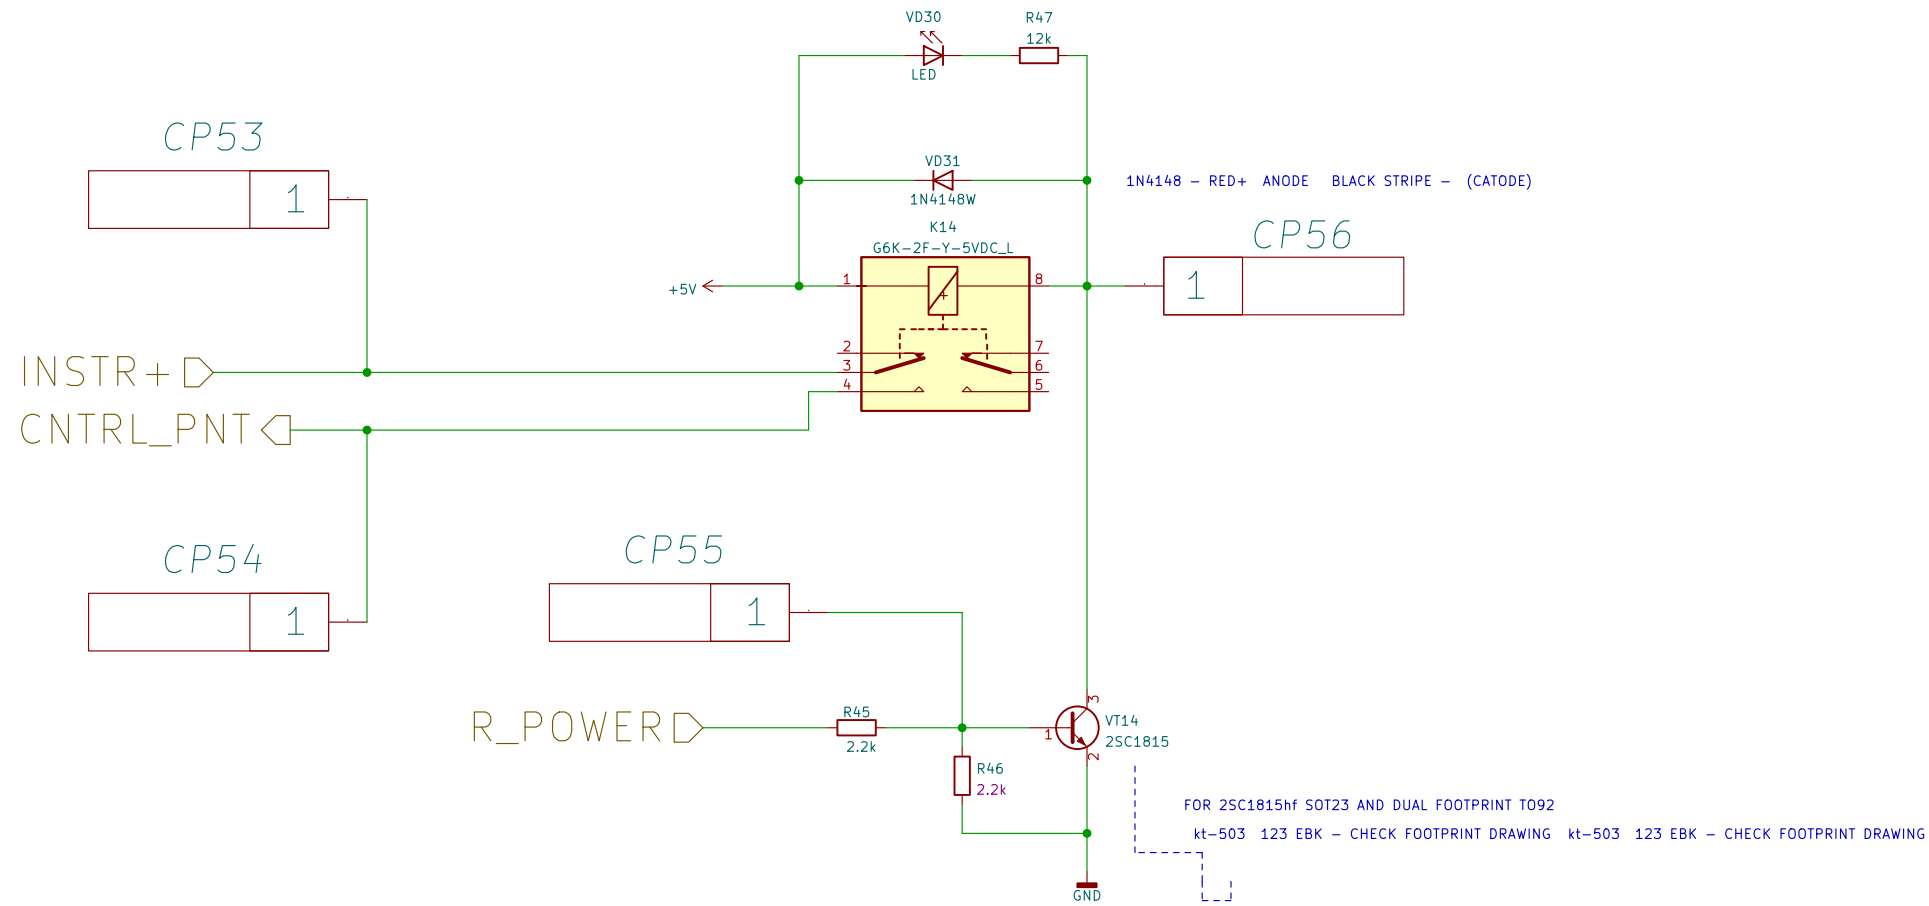 VD30
R47
12k
LED
CP53
1
VD31
1N4148 - RED+ ANODE BLACK STRIPE - (CATODE)
1N4148W
K14
G6K-2F-Y-5VDC_L
CP56
1
8
1
+5V
+
2
7
INSTR+
3
6
4
5
CNTRL_PNT
CP54
1
CP55
1
3
R_POWER
R45
2.2k
1
VT14
2SC1815
2
R46
2.2k
FOR 2SC1815hf SOT23 AND DUAL FOOTPRINT TO92
kt-503 123 EBK - CHECK FOOTPRINT DRAWING kt-503 123 EBK - CHECK FOOTPRINT DRAWING
GND